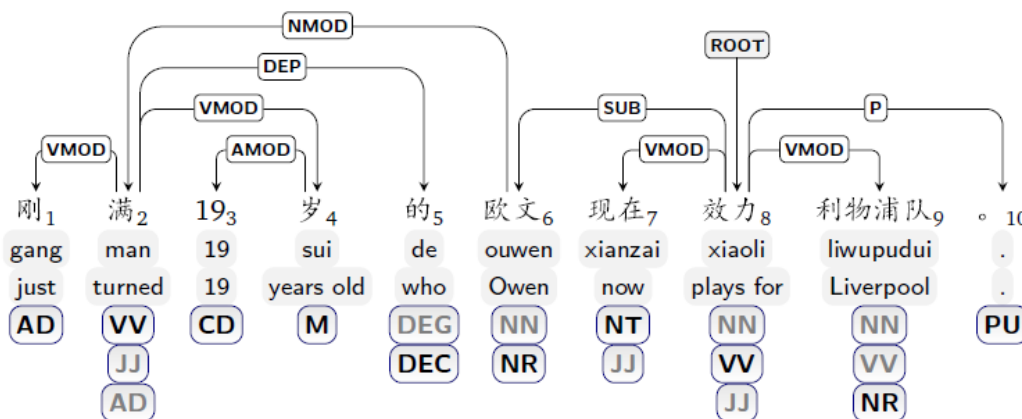 NMOD
ROOT
DEP
VMOD SUB P
VMOD AMOD VMOD VMOD
刚1 满2 193 岁4 的5 欧文6 现在7 效力8 利物浦队9 。10
gang man 19 sui de ouwen xianzai xiaoli liwupudui .
just turned 19 years old who Owen now plays for Liverpool .
AD VV CD M DEG NN NT NN NN PU
JJ DEC NR JJ VV VV
AD JJ NR